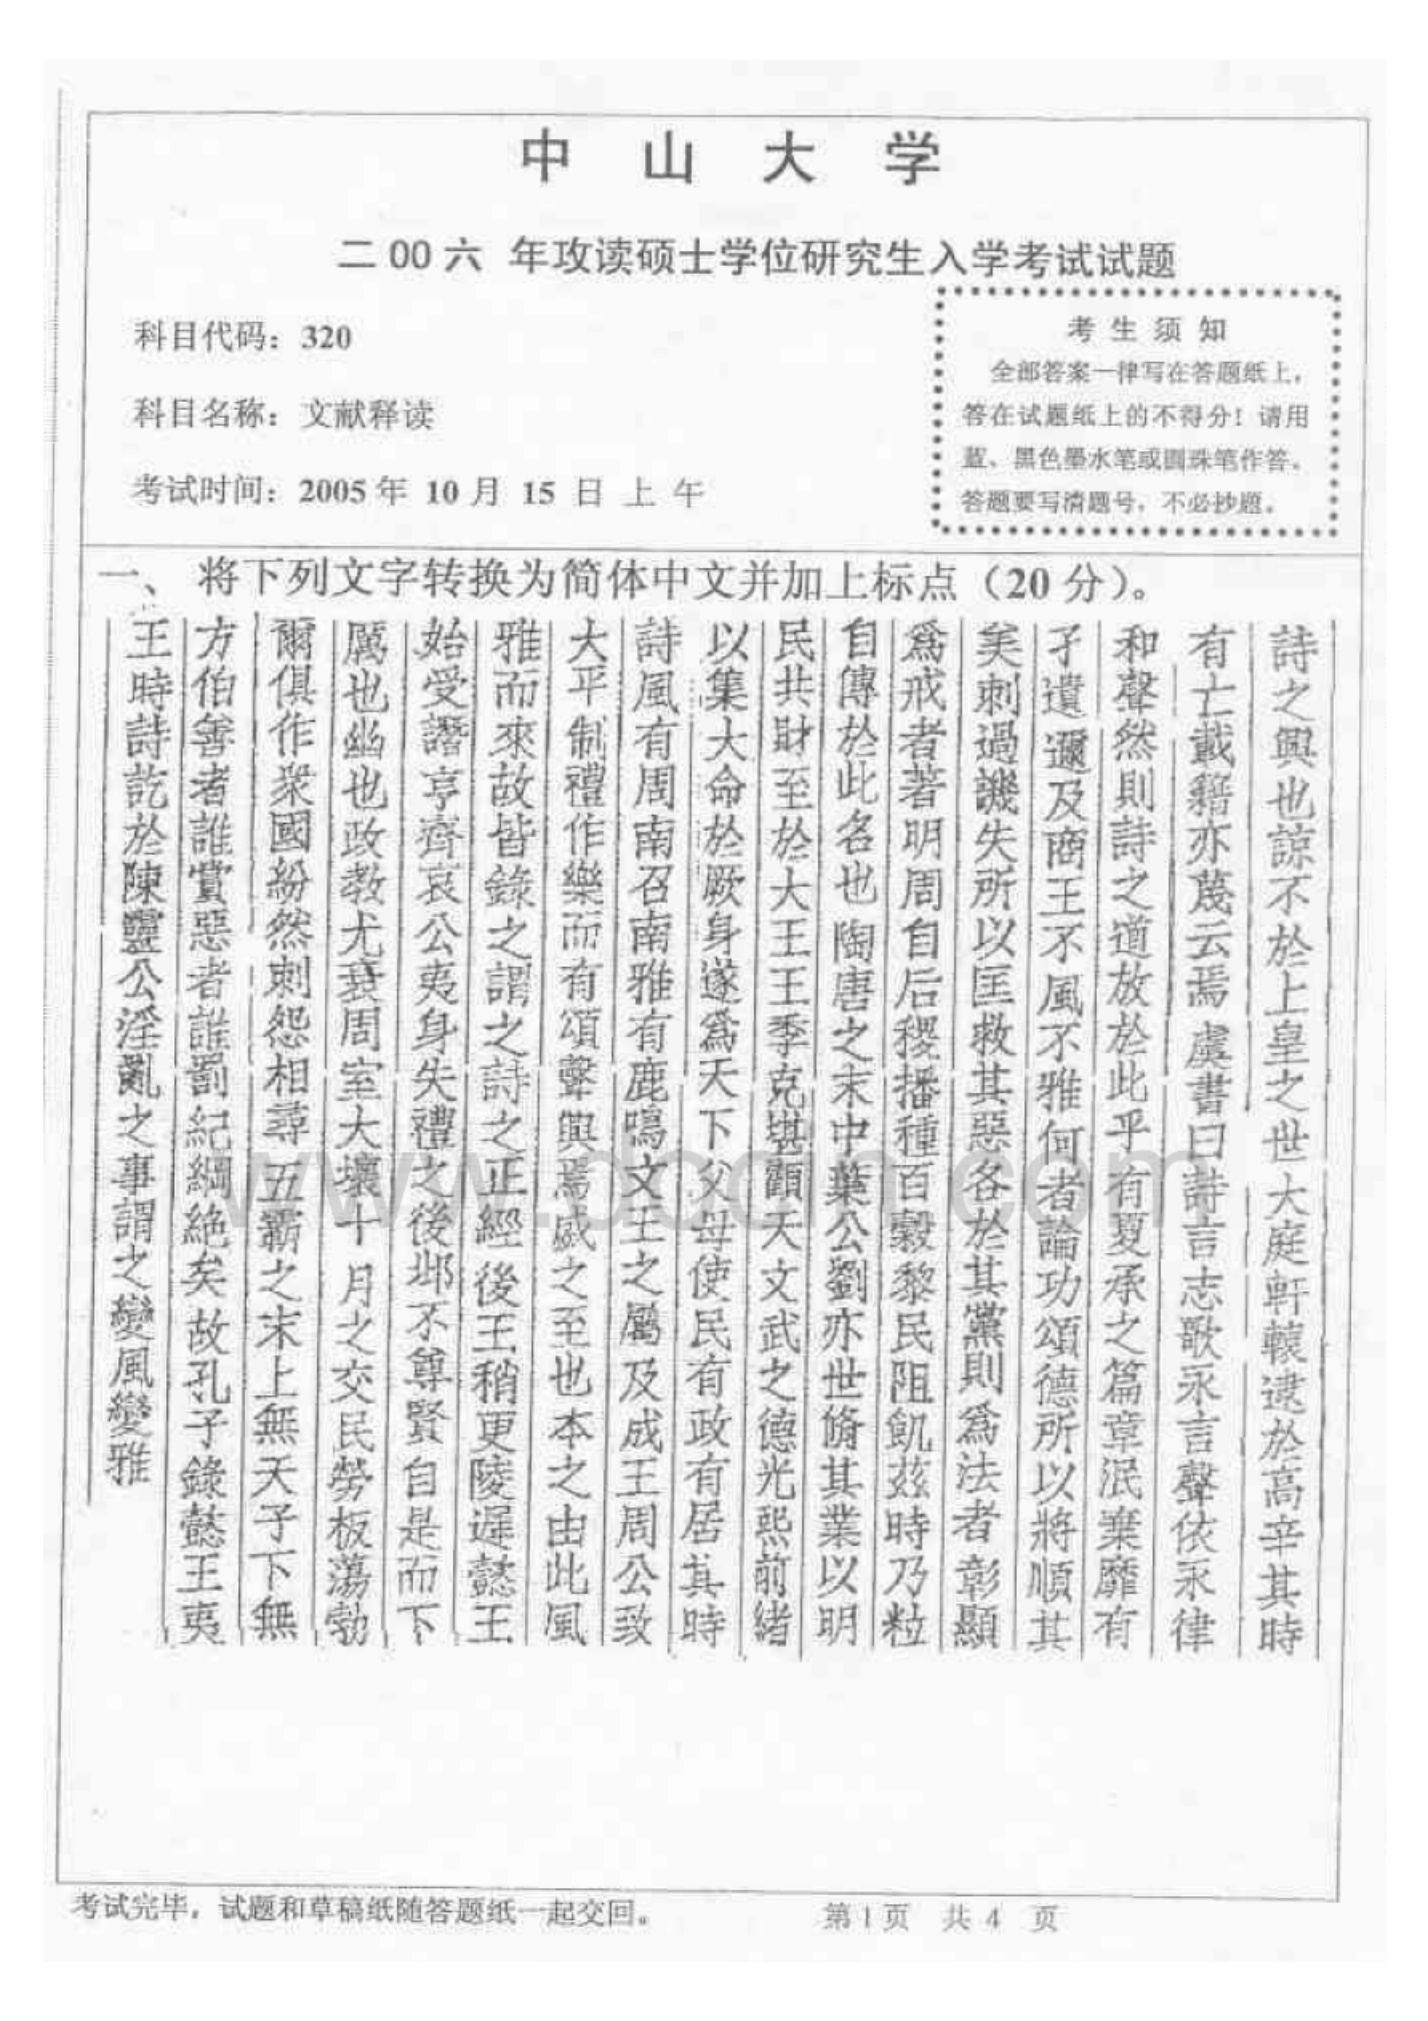 中 山 大 学
二00六 年攻读硕士学位研究生入学考试试题
科目代码：320
科目名称：文献释读
考试时间：2005年 10月 15 日 上 午
考 生 须 知
全部答案一律写在答题纸上，
答在试题纸上的不得分！请用
蓝、黑色墨水笔或圆珠笔作答。
答题要写清题号，不必抄题。
一、 将下列文字转换为简体中文并加上标点（20分）。
詩之興也諒不於上皇之世大庭軒轅逮於高辛其時
有亡載籍亦蔑云焉虞書曰詩言志歌永言聲依永律
和聲然則詩之道放於此乎有夏承之篇章泯棄靡有
孑遺邇及商王不風不雅何者論功頌德所以將順其
美刺過譏失所以匡救其惡各於其黨則為法者彰顯
爲戒者著明周自后稷播種百穀黎民阻飢茲時乃粒
自傳於此名也陶唐之末中葉公劉亦世脩其業以明
民共財至於大王王季克堪顧天文武之德光熙前緒
以集大命於厥身遂爲天下父母使民有政有居其時
詩風有周南召南雅有鹿鳴文王之屬及成王周公致
大平制禮作樂而有頌聲興焉盛之至也本之由此風
雅而來故皆錄之謂之詩之正經後王稍更陵遲懿王
始受譖亨齊哀公夷身失禮之後邶不尊賢自是而下
厲也幽也政教尤衰周室大壞十月之交民勞板蕩勃
爾俱作衆國紛然刺怨相尋五霸之末上無天子下無
方伯善者誰賞惡者誰罰紀綱絕矣故孔子錄懿王夷
王時詩訖於陳靈公淫亂之事謂之變風變雅
www.docin.com
考试完毕，试题和草稿纸随答题纸一起交回。 第1页 共4 页